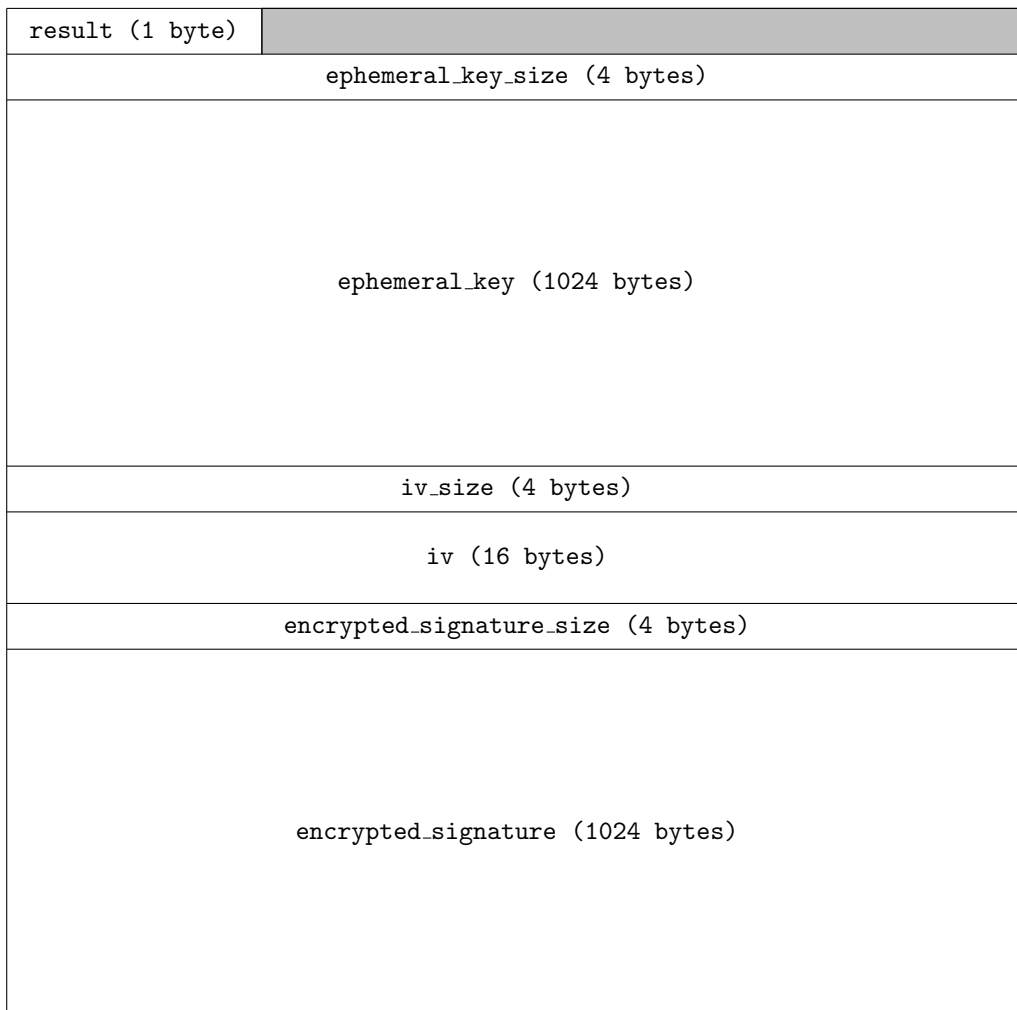 result (1 byte)
ephemeral_key_size (4 bytes)
ephemeral_key (1024 bytes)
iv_size (4 bytes)
iv (16 bytes)
encrypted_signature_size (4 bytes)
encrypted_signature (1024 bytes)